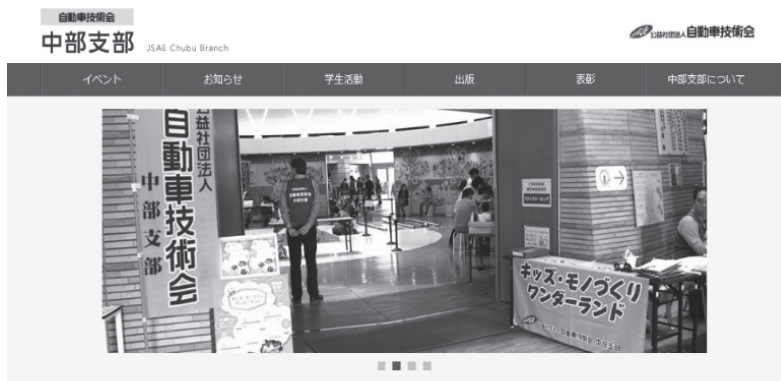 自動車技術会
中部支部 JSAE Chubu Branch
公益社団法人自動車技術会
イベント お知らせ 学生活動 出版 表彰 中部支部について
公益社団法人
自動車技術会
中部支部
キッズ・モノづくり
ワンダーランド